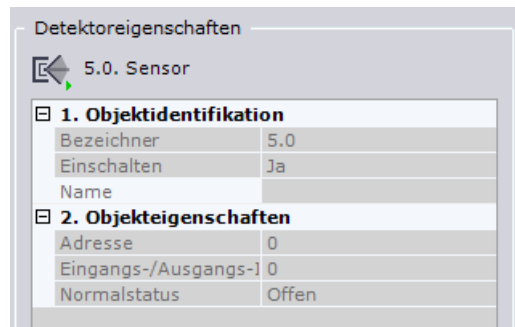 Detektoreigenschaften
5.0. Sensor
1. Objektidentifikation
Bezeichner 5.0
Einschalten Ja
Name
2. Objekteigenschaften
Adresse 0
Eingangs-/Ausgangs- 0
Normalstatus Offen